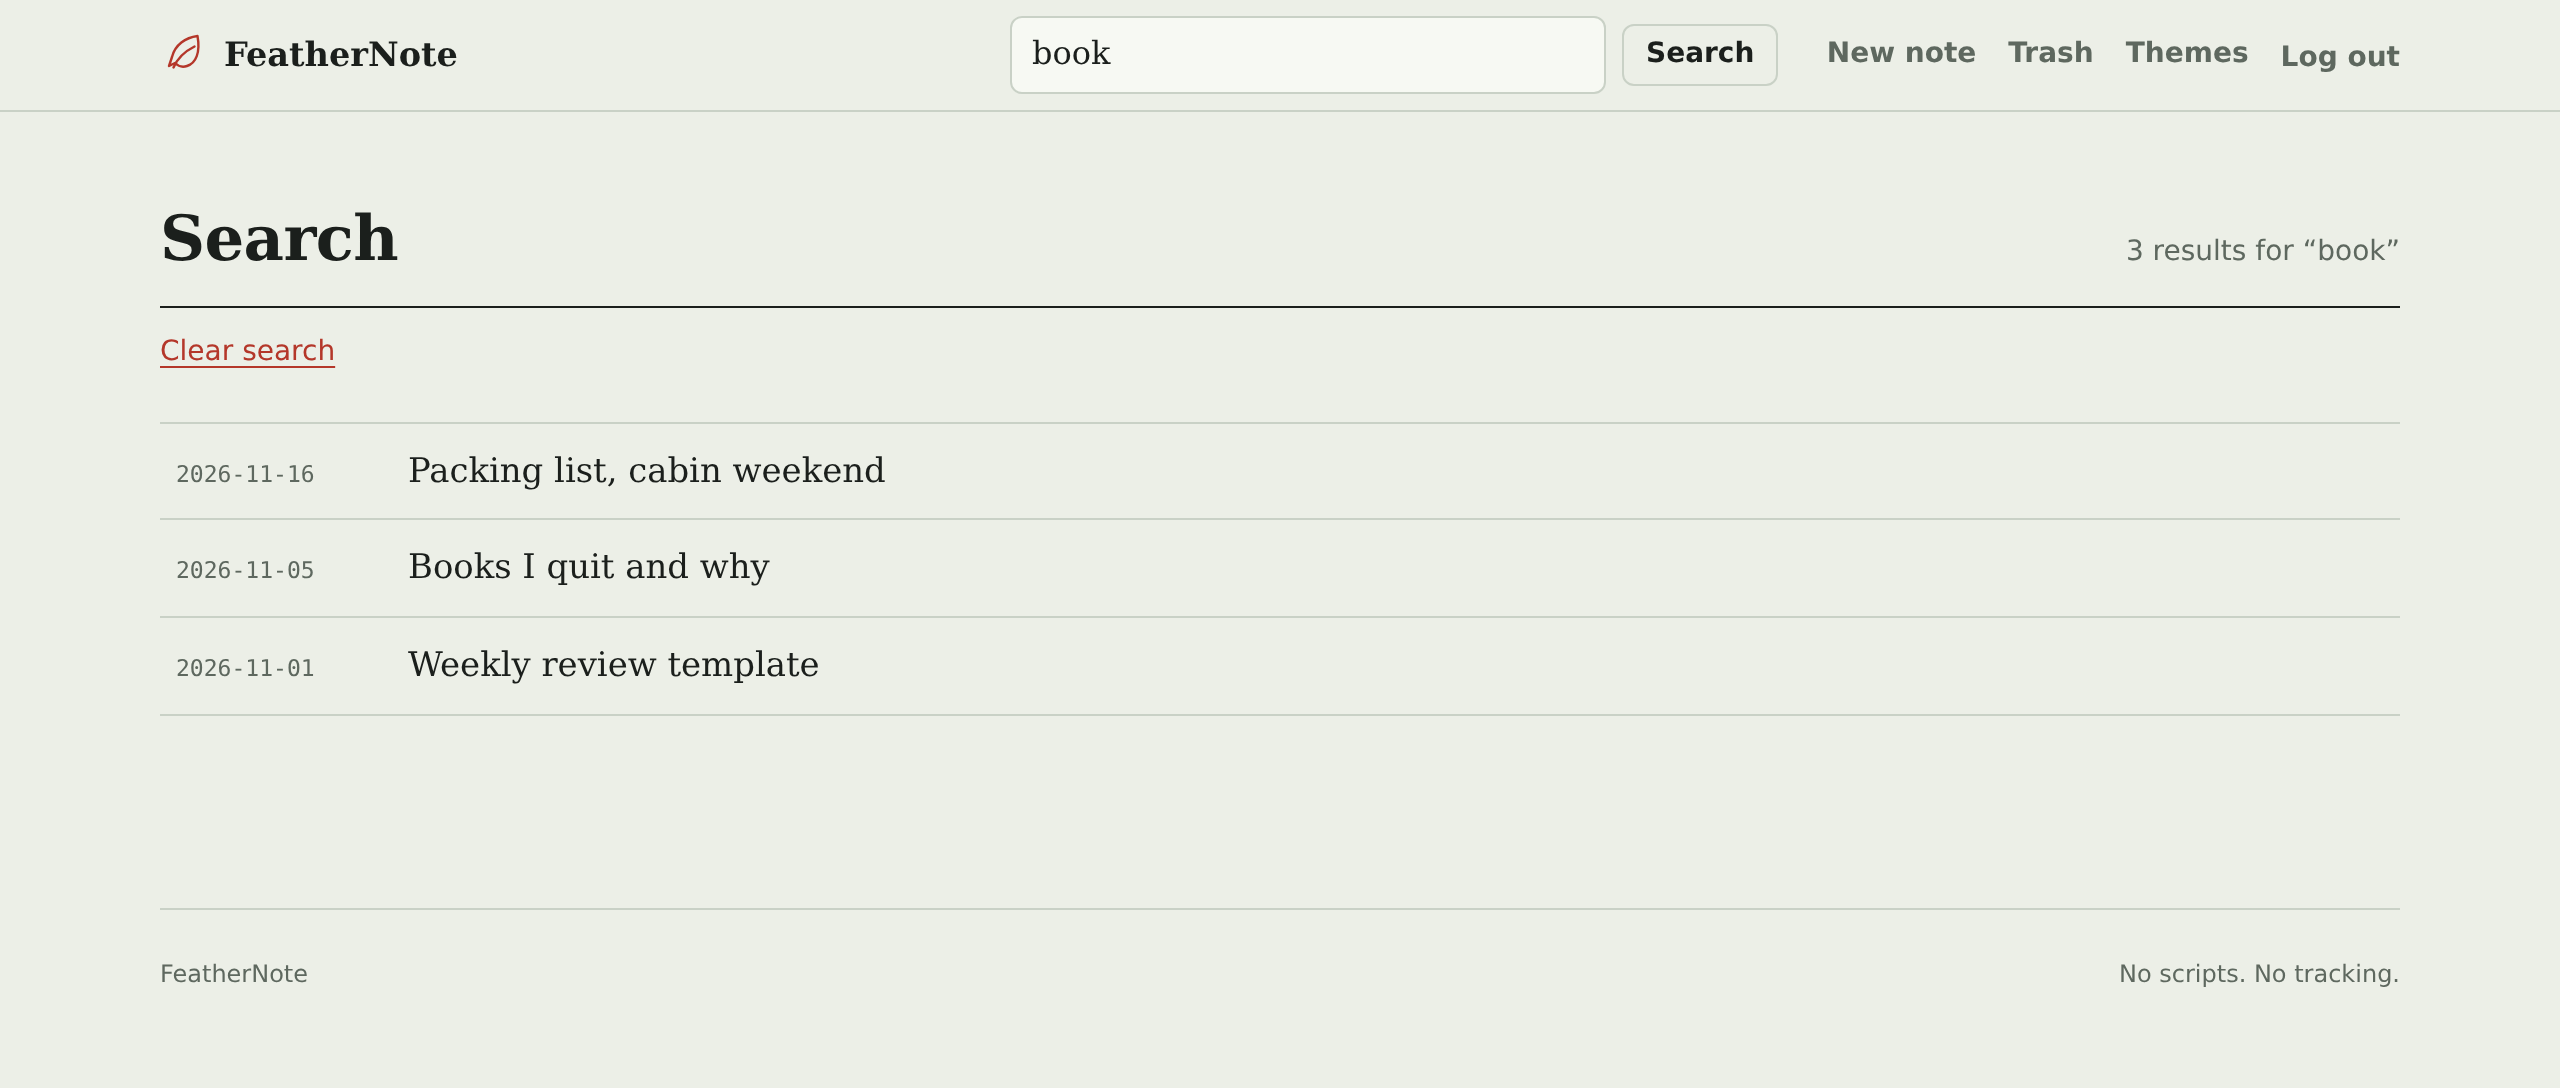 FeatherNote
book
Search
New note
Trash
Themes
Log out
Search
3 results for “book”
Clear search
2026-11-16 Packing list, cabin weekend
2026-11-05 Books I quit and why
2026-11-01 Weekly review template
FeatherNote
No scripts. No tracking.